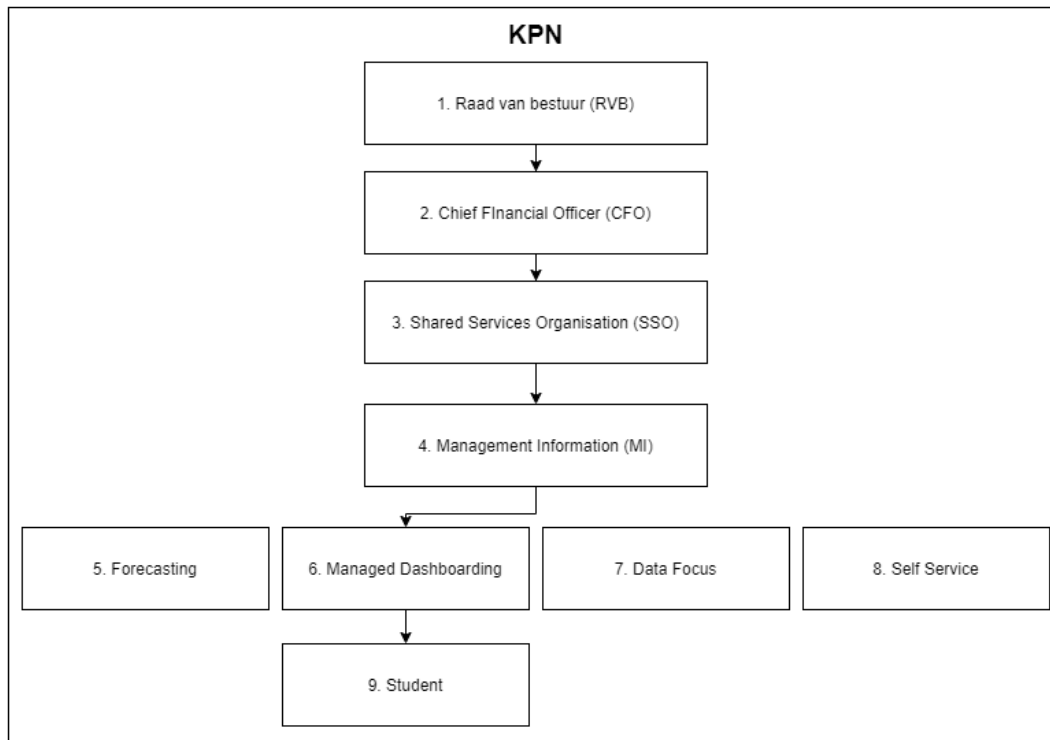 KPN
1. Raad van bestuur (RVB)
2. Chief FInancial Officer (CFO)
3. Shared Services Organisation (SSO)
4. Management Information (MI)
5. Forecasting
6. Managed Dashboarding
7. Data Focus
8. Self Service
9. Student